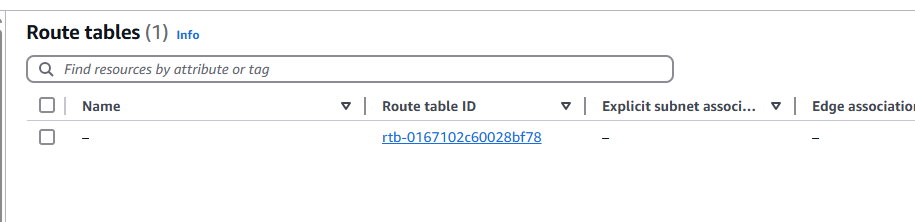 Route tables (1) Info
Find resources by attribute or tag
Name Route table ID Explicit subnet associ... Edge association
– rtb-0167102c60028bf78 – –